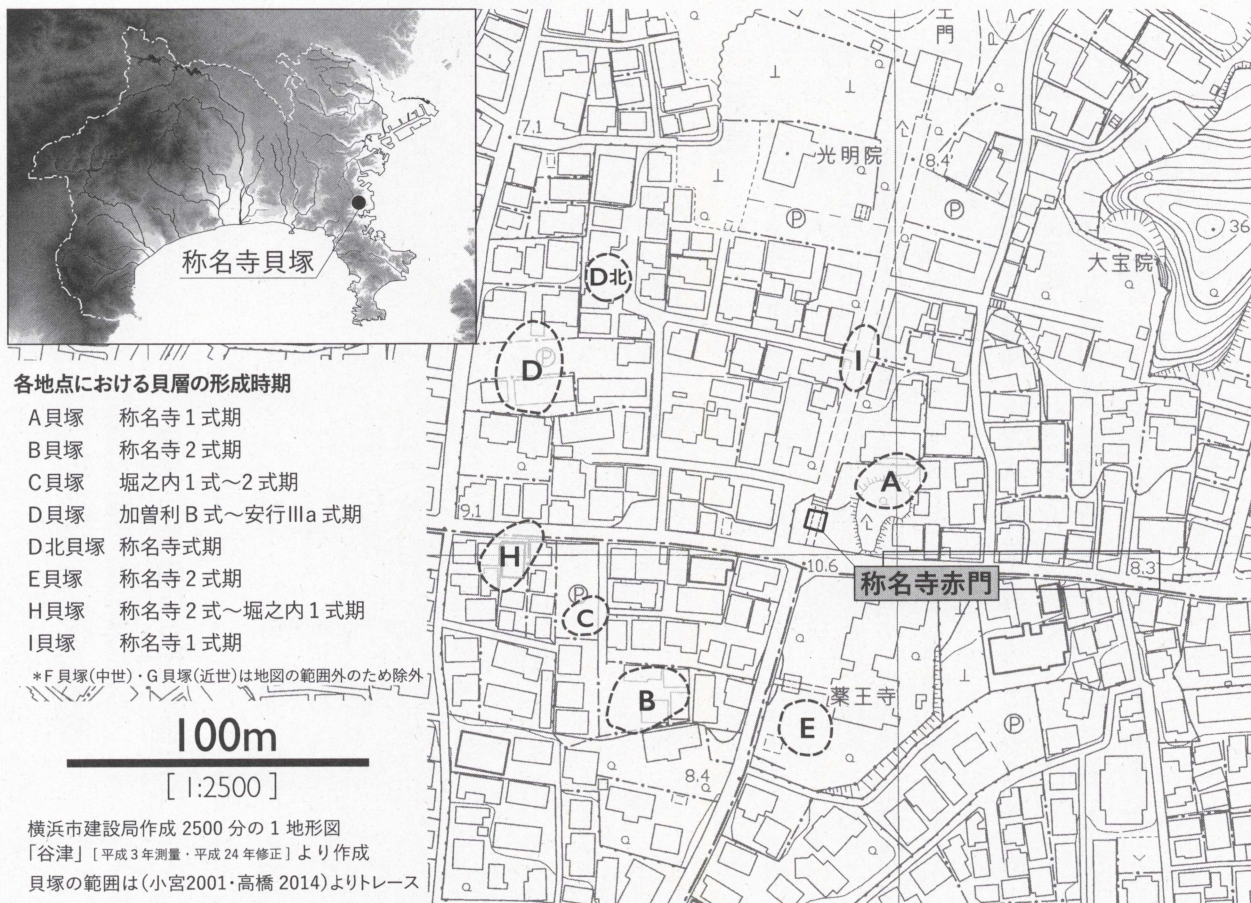 称名寺貝塚
各地点における貝層の形成時期
A貝塚 称名寺1式期
B貝塚 称名寺2式期
C貝塚 堀之内1式～2式期
D貝塚 加曽利B式～安行IIIa式期
D北貝塚 称名寺式期
E貝塚 称名寺2式期
H貝塚 称名寺2式～堀之内1式期
I貝塚 称名寺1式期
*F貝塚(中世)・G貝塚(近世)は地図の範囲外のため除外
100m
[1:2500]
横浜市建設局作成2500分の1地形図
「谷津」[平成3年測量・平成24年修正]より作成
貝塚の範囲は(小宮2001・高橋2014)よりトレース
門
7.1
光明院
8.4
P
36
大宝院
D北
P
D
I
A
9.1
H
10.6
8.3
称名寺赤門
P
C
B
薬王寺
E
P
8.4